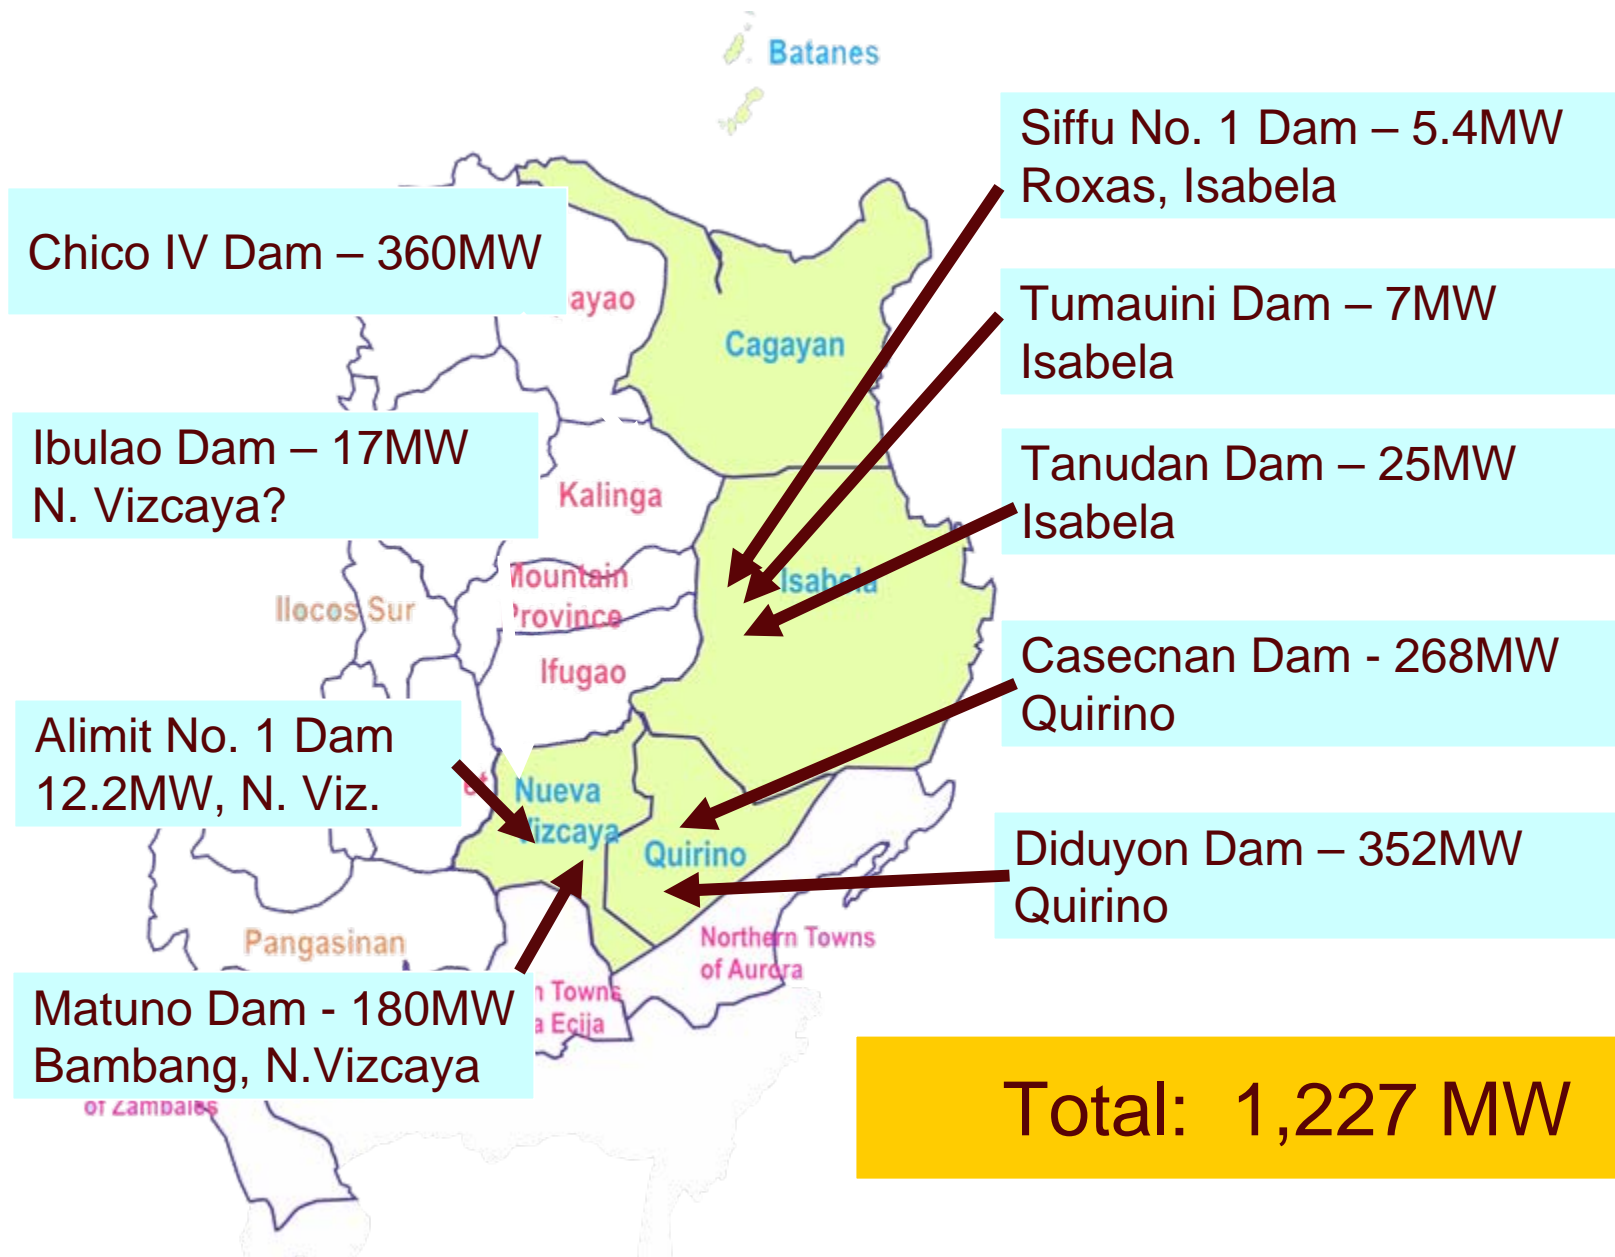 Batanes
Siffu No. 1 Dam – 5.4MW
Roxas, Isabela
Chico IV Dam – 360MW
ayao
Tumauini Dam – 7MW
Isabela
Cagayan
Ibulao Dam – 17MW
N. Vizcaya?
Tanudan Dam – 25MW
Isabela
Kalinga
Mountain
Province
Isabela
Ilocos Sur
Ifugao
Casecnan Dam - 268MW
Quirino
Alimit No. 1 Dam
12.2MW, N. Viz.
et
Nueva
Vizcaya
Quirino
Diduyon Dam – 352MW
Quirino
Pangasinan
Northern Towns
of Aurora
Matuno Dam - 180MW
Bambang, N.Vizcaya
n Towns
a Ecija
of Zambales
Total: 1,227 MW